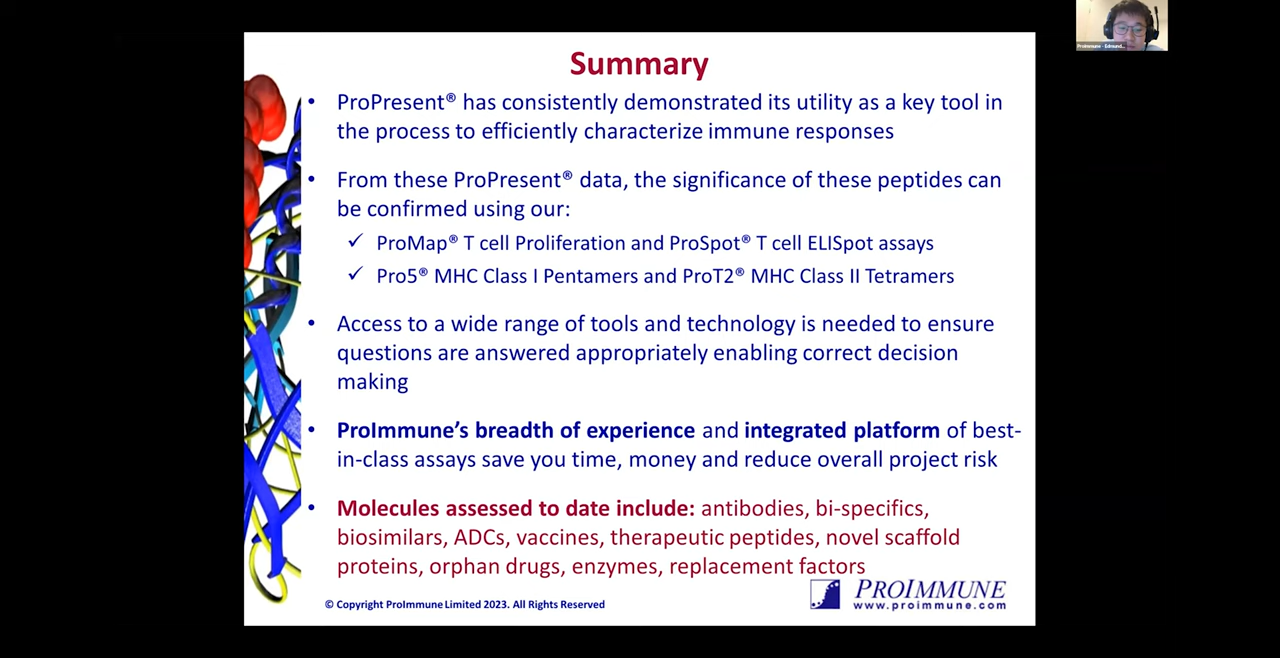 ProImmune - Edmund...
Summary
• ProPresent® has consistently demonstrated its utility as a key tool in
the process to efficiently characterize immune responses
• From these ProPresent® data, the significance of these peptides can
be confirmed using our:
✓ ProMap® T cell Proliferation and ProSpot® T cell ELISpot assays
✓ Pro5® MHC Class I Pentamers and ProT2® MHC Class II Tetramers
• Access to a wide range of tools and technology is needed to ensure
questions are answered appropriately enabling correct decision
making
• ProImmune's breadth of experience and integrated platform of best-
in-class assays save you time, money and reduce overall project risk
• Molecules assessed to date include: antibodies, bi-specifics,
biosimilars, ADCs, vaccines, therapeutic peptides, novel scaffold
proteins, orphan drugs, enzymes, replacement factors
© Copyright ProImmune Limited 2023. All Rights Reserved
PROIMMUNE
www.proimmune.com